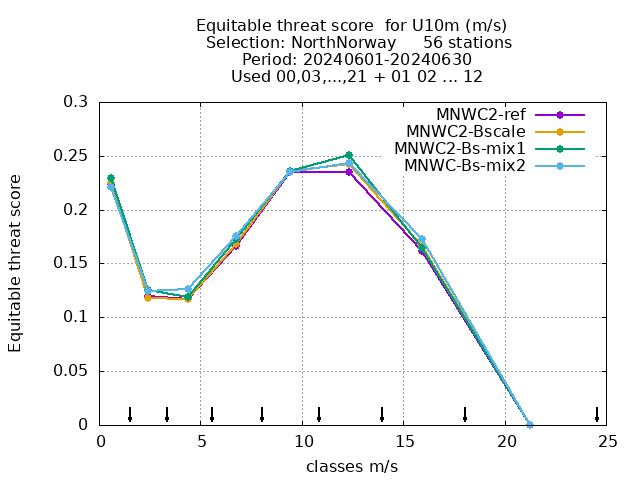 Equitable threat score  for U10m (m/s)
Selection: NorthNorway     56 stations
Period: 20240601-20240630
Used 00,03,...,21 + 01 02 ... 12
MNWC2-ref
MNWC2-Bscale
MNWC2-Bs-mix1
MNWC-Bs-mix2
Equitable threat score
0.3
0.25
0.2
0.15
0.1
0.05
0
0 5 10 15 20 25
classes m/s